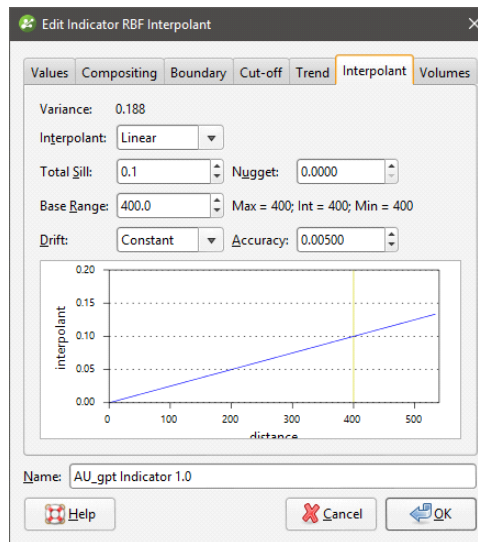 Edit Indicator RBF Interpolant
Values Compositing Boundary Cut-off Trend Interpolant Volumes
Variance: 0.188
Interpolant: Linear
Total Sill: 0.1 Nugget: 0.0000
Base Range: 400.0 Max = 400; Int = 400; Min = 400
Drift: Constant Accuracy: 0.00500
0.20
0.15
0.10
0.05
0.00
interpolant
0 100 200 300 400 500
distance
Name: AU_gpt Indicator 1.0
Help Cancel OK